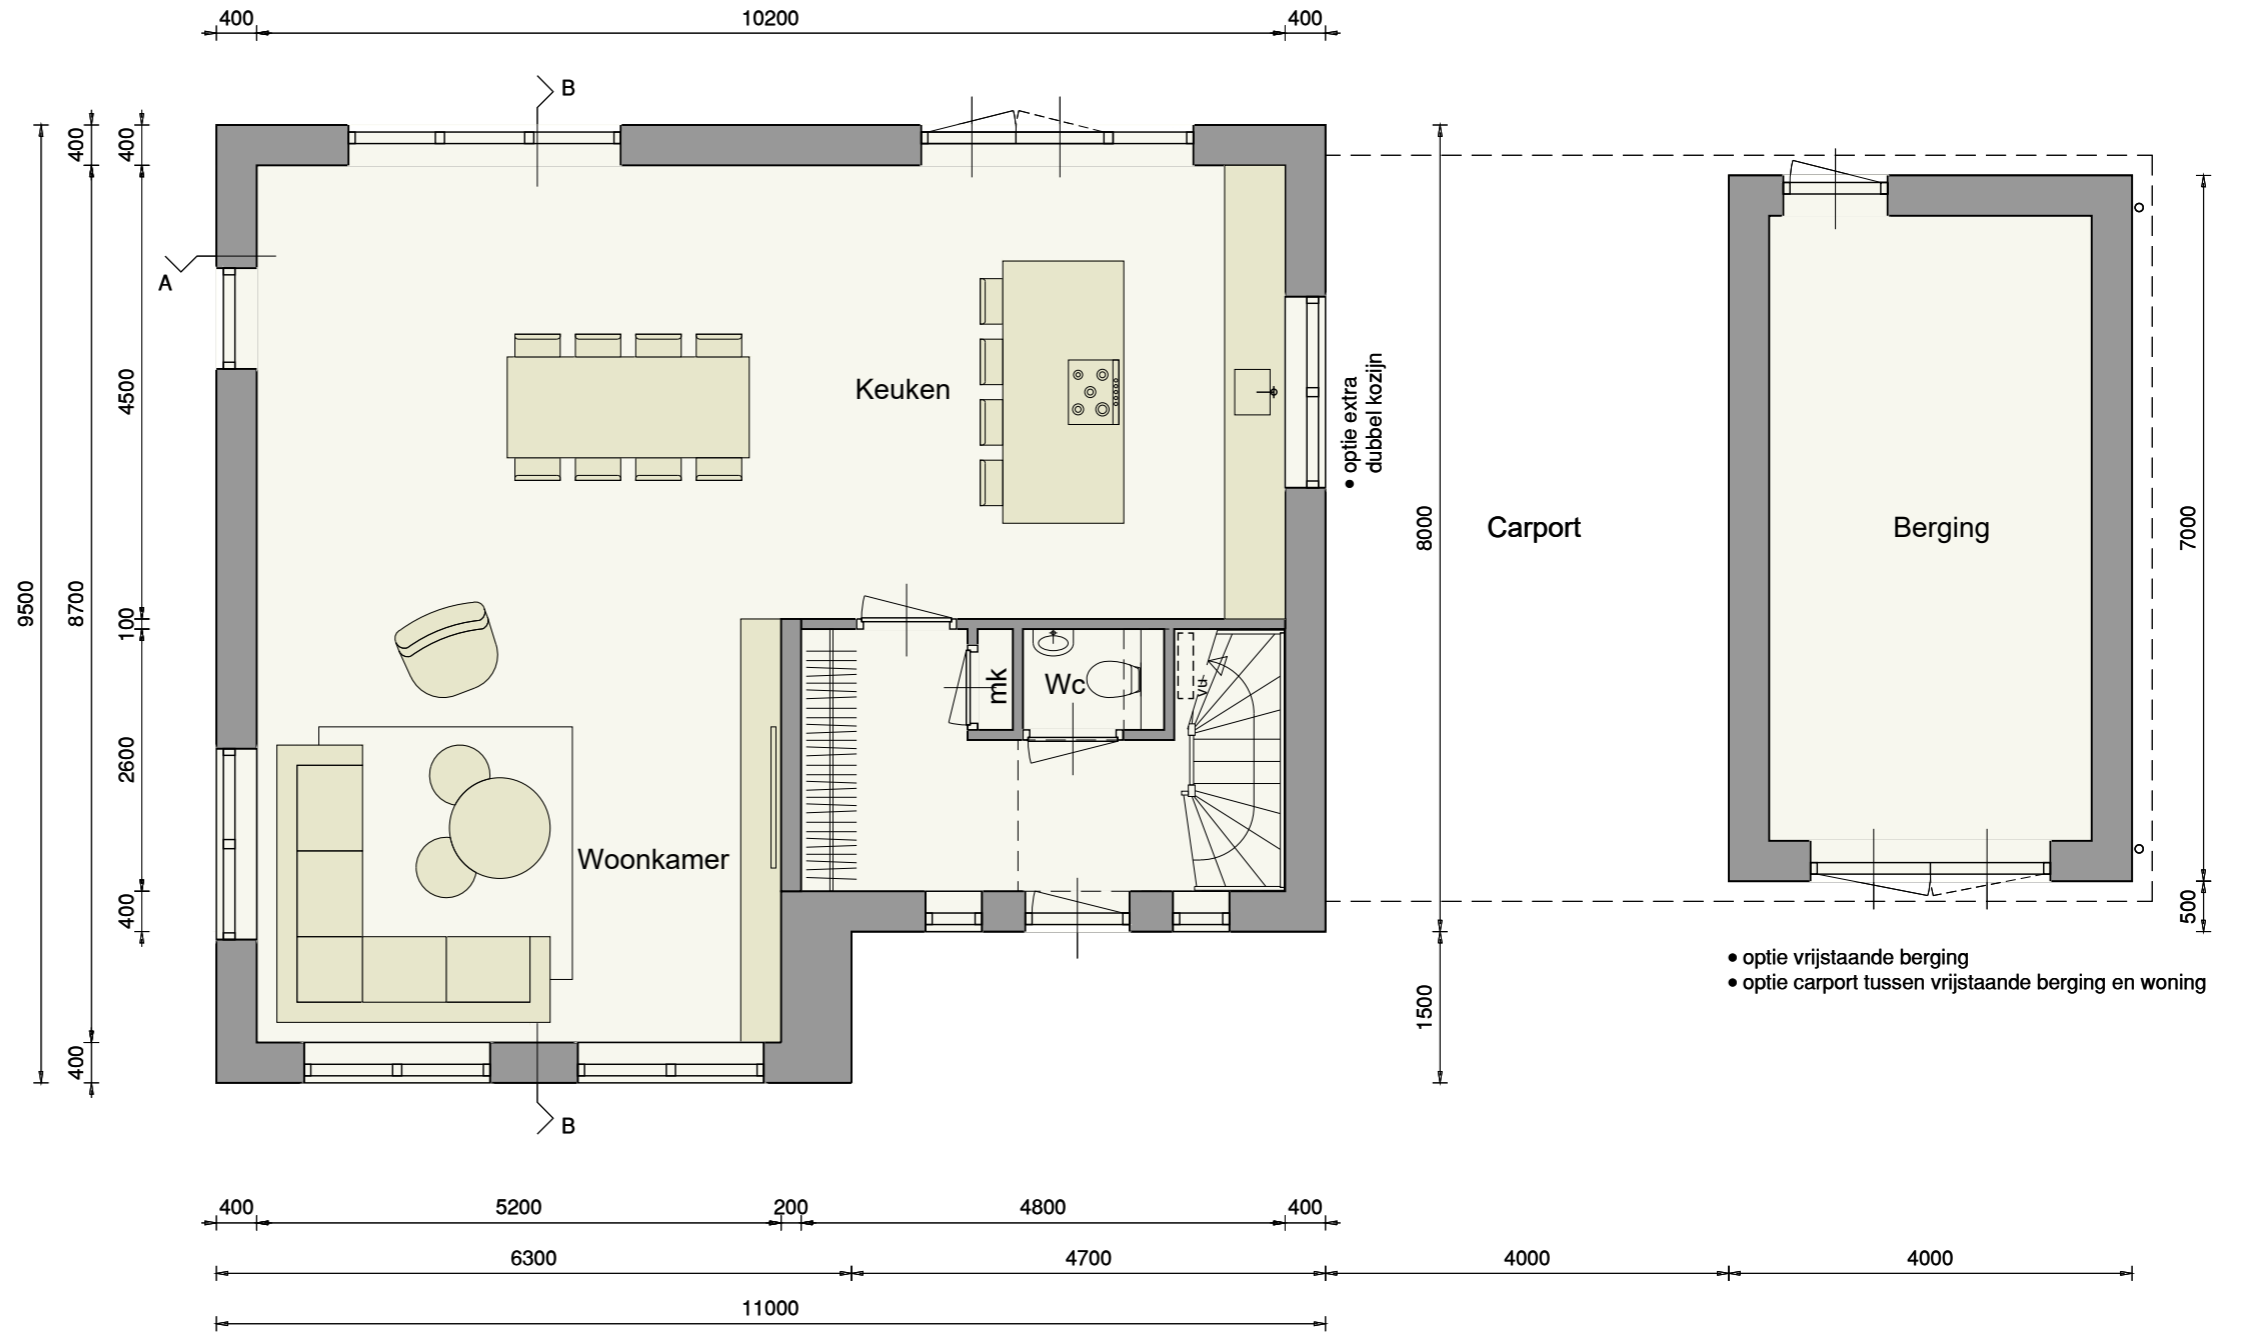 400
10200
400
B
400
400
A
4500
Keuken
• optie extra
dubbel kozijn
8000
Carport
Berging
7000
9500
8700
100
mk
Wc
vu
2600
Woonkamer
400
500
• optie vrijstaande berging
• optie carport tussen vrijstaande berging en woning
1500
400
B
400
5200
200
4800
400
6300
4700
4000
4000
11000